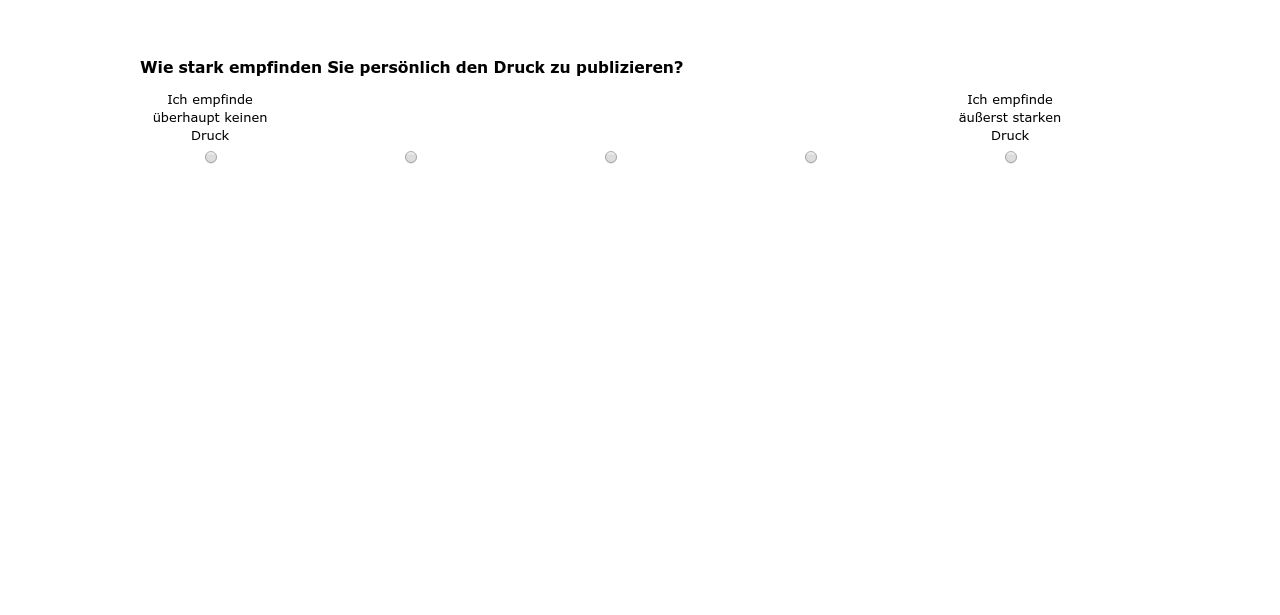 Wie stark empfinden Sie persönlich den Druck zu publizieren?
Ich empfinde
überhaupt keinen
Druck
Ich empfinde
äußerst starken
Druck